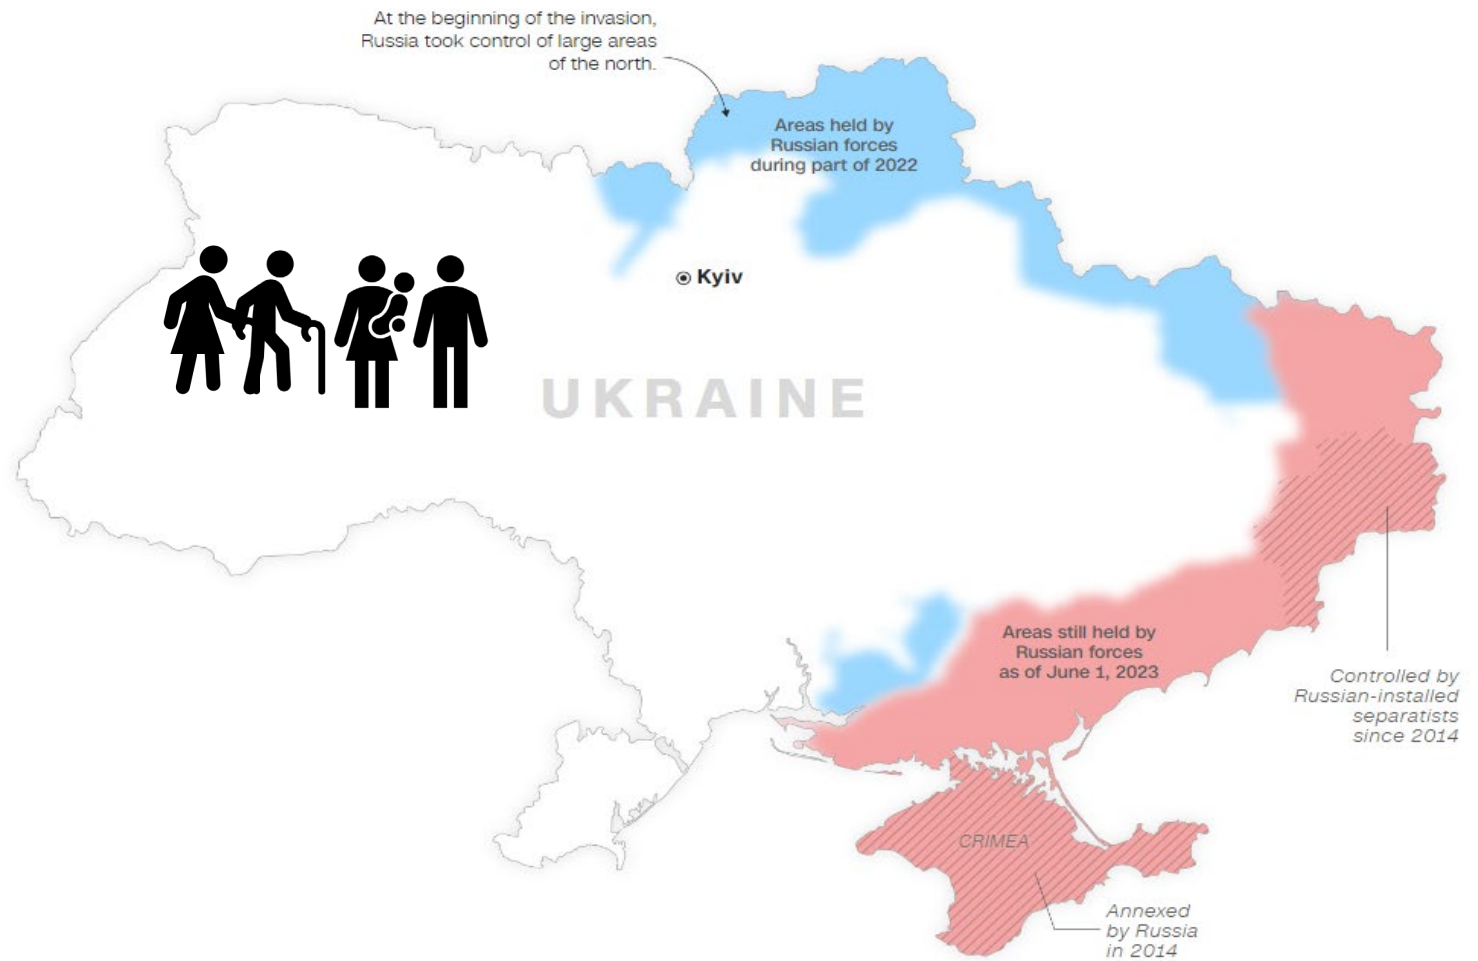 At the beginning of the invasion,
Russia took control of large areas
of the north.
Areas held by
Russian forces
during part of 2022
Kyiv
UKRAINE
Areas still held by
Russian forces
as of June 1, 2023
Controlled by
Russian-installed
separatists
since 2014
CRIMEA
Annexed
by Russia
in 2014